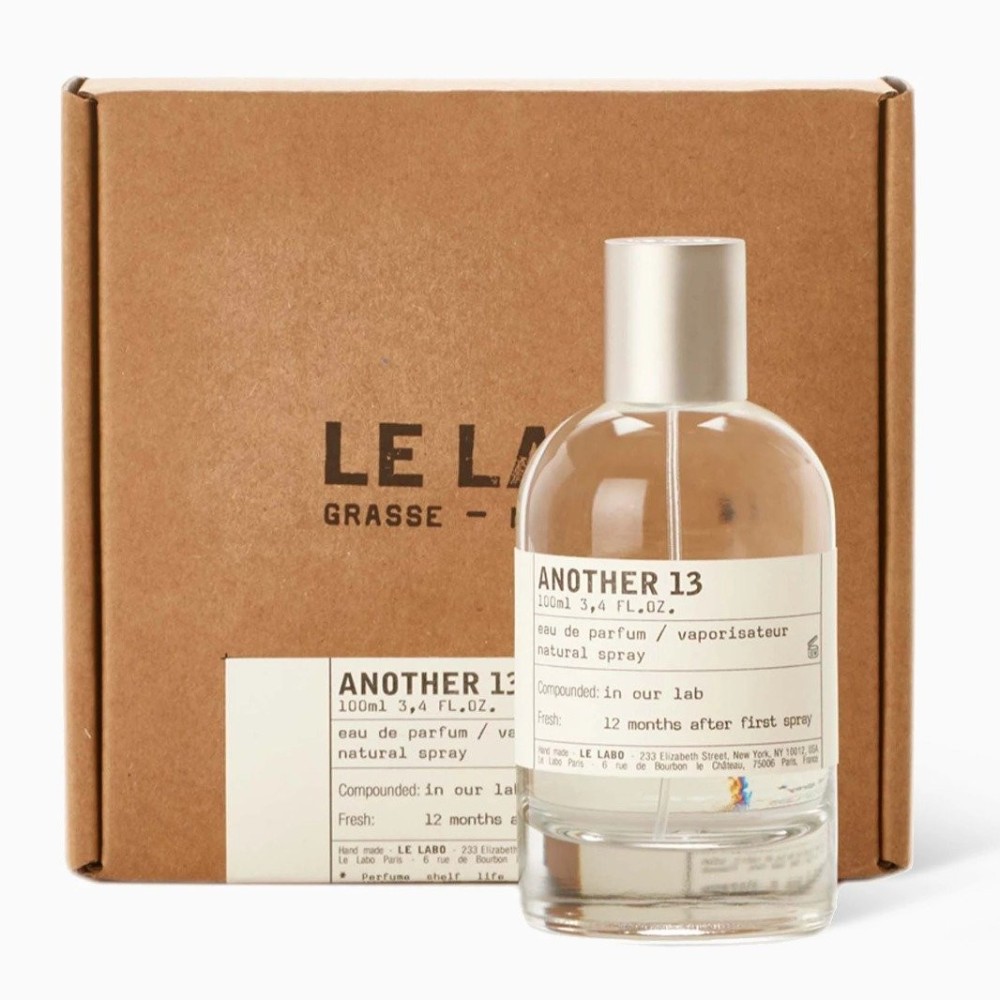 LE LA
GRASSE –
ANOTHER 13
100ml 3,4 FL.OZ.
eau de parfum / va
natural spray
Compounded: in our la
Fresh: 12 months a
Hand made - LE LABO - 233 Elizabeth
Le Labo Paris - 6 rue de Bourbon l
* Perfume shelf life
ANOTHER 13
100ml 3,4 FL.OZ.
eau de parfum / vaporisateur
natural spray
Compounded: in our lab
Fresh: 12 months after first spray
Hand made - LE LABO - 233 Elizabeth Street, New York, NY 10012, USA
Le Labo Paris - 6 rue de Bourbon le Château, 75006 Paris, France